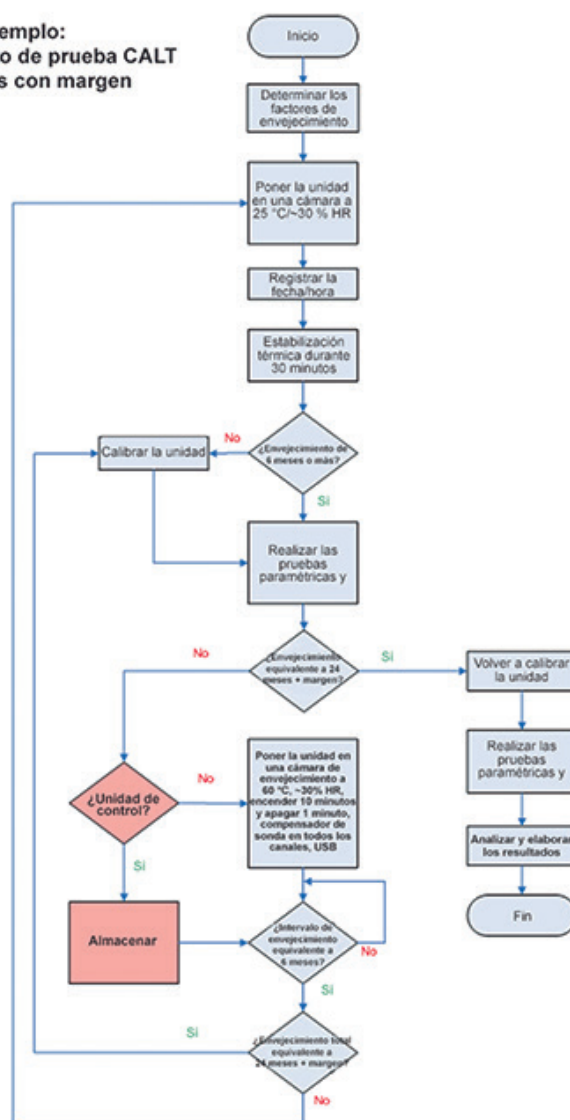 emplo:
o de prueba CALT
s con margen
Inicio
Determinar los
factores de
envejecimiento
Poner la unidad
en una cámara a
25 °C/~30 % HR
Registrar la
fecha/hora
Estabilización
térmica durante
30 minutos
¿Envejecimiento de
6 meses o más?
No
Calibrar la unidad
Sí
Realizar las
pruebas
paramétricas y
¿Envejecimiento
equivalente a 24
meses + margen?
No
Sí
Volver a calibrar
la unidad
Realizar las
pruebas
paramétricas y
Analizar y elaborar
los resultados
Fin
¿Unidad de
control?
No
Sí
Poner la unidad en
una cámara de
envejecimiento a
60 °C, ~30% HR,
encender 10 minutos
y apagar 1 minuto,
compensador de
sonda en todos los
canales, USB
Almacenar
¿Intervalo de
envejecimiento
equivalente a
6 meses?
No
Sí
¿Envejecimiento total
equivalente a
24 meses + margen?
Sí
No